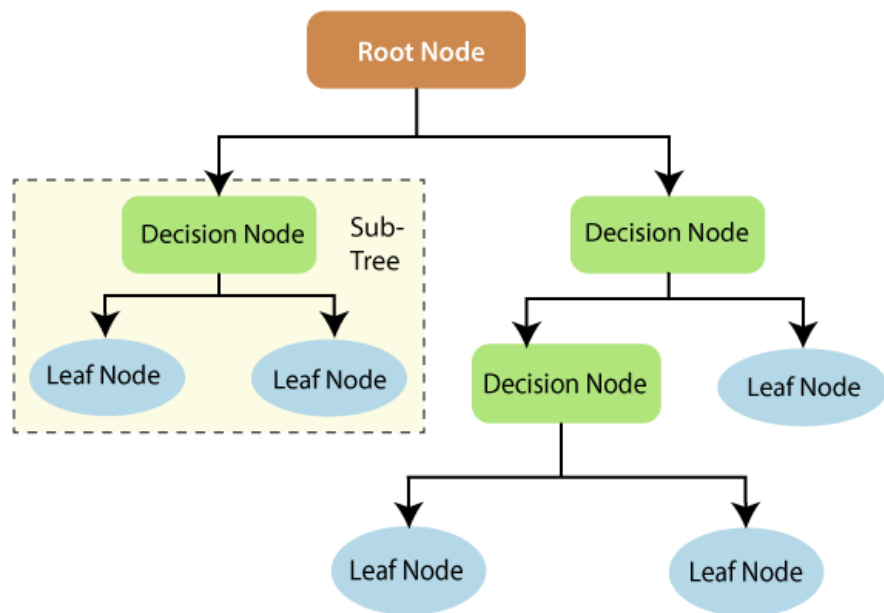 Root Node
Decision Node
Sub-
Tree
Decision Node
Leaf Node
Leaf Node
Decision Node
Leaf Node
Leaf Node
Leaf Node